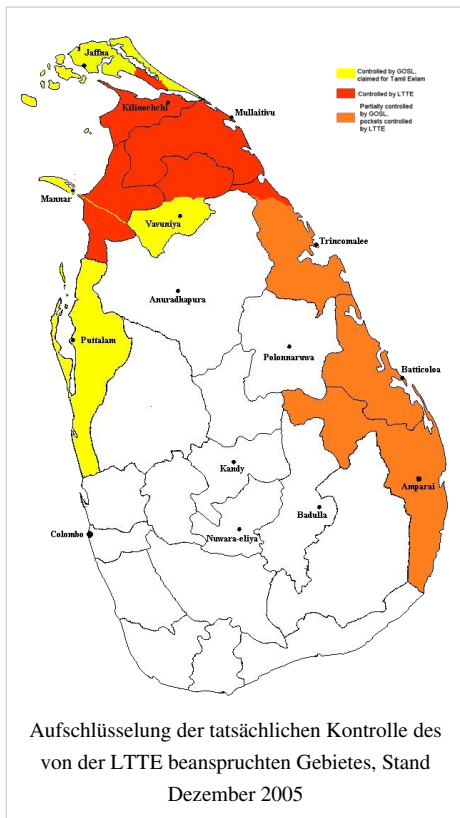 Jaffna
Controlled by GOSL,
claimed for Tamil Eelam
Controlled by LTTE
Partially controlled
by GOSL,
pockets controlled
by LTTE
Kilinochchi
Mullaitivu
Mannar
Vavuniya
Trincomalee
Anuradhapura
Puttalam
Polonnaruwa
Batticoloa
Kandy
Amparai
Badulla
Colombo
Nuwara-eliya
Aufschlüsselung der tatsächlichen Kontrolle des
von der LTTE beanspruchten Gebietes, Stand
Dezember 2005